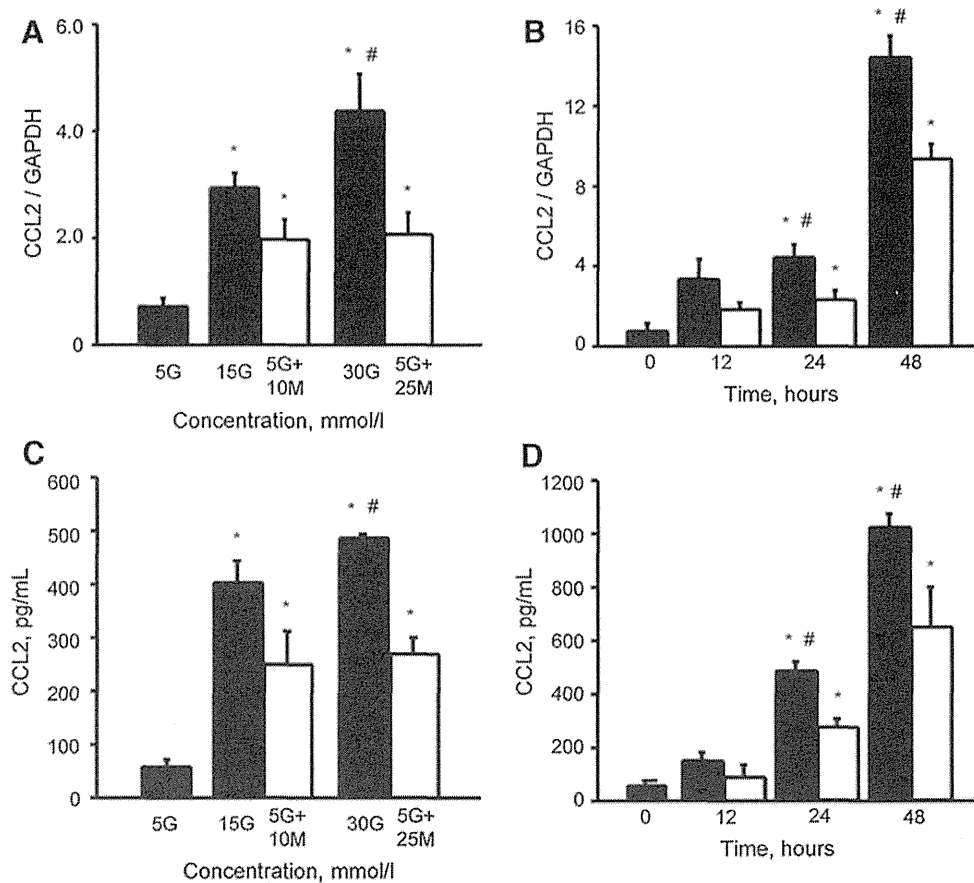 A
CCL2 / GAPDH
6.0
4.0
2.0
0
* * * # *
5G 15G 5G+ 10M 30G 5G+ 25M
Concentration, mmol/l
B
CCL2 / GAPDH
16
12
8
4
0
* # * * # *
0 12 24 48
Time, hours
C
CCL2, pg/mL
600
500
400
300
200
100
0
* * * # *
5G 15G 5G+ 10M 30G 5G+ 25M
Concentration, mmol/l
D
CCL2, pg/mL
1200
1000
800
600
400
200
0
* # * * # *
0 12 24 48
Time, hours